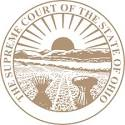 THE SUPREME COURT OF THE STATE OF OHIO